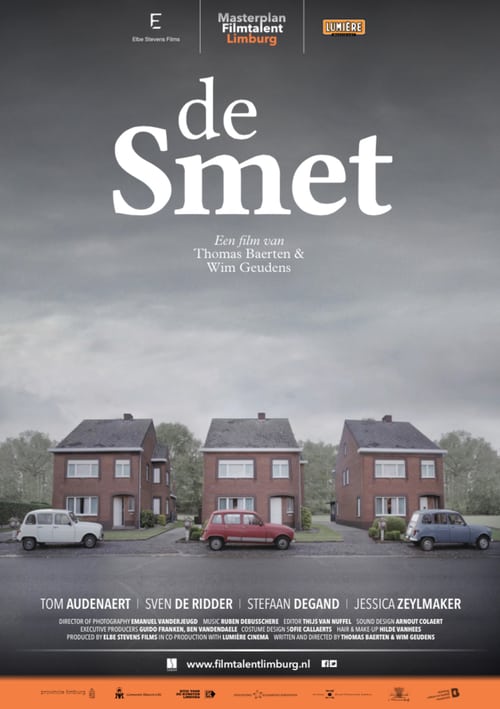 Elbe Stevens Films
Masterplan
Filmtalent
Limburg
LUMIÈRE
de
Smet
Een film van
Thomas Baerten &
Wim Geudens
TOM AUDENAERT | SVEN DE RIDDER | STEFAAN DEGAND | JESSICA ZEYLMAKER
DIRECTOR OF PHOTOGRAPHY EMANUEL VANDERJEUGD MUSIC RUBEN DEBUSSCHERE EDITOR THIJS VAN NUFFEL SOUND DESIGN ARNOUT COLAERT
EXECUTIVE PRODUCERS GUIDO FRANKEN, BEN VANDENDAELE COSTUME DESIGN SOFIE CALLAERTS HAIR & MAKE-UP HILDE VANHEES
PRODUCED BY ELBE STEVENS FILMS IN CO-PRODUCTION WITH LUMIÈRE CINEMA WRITTEN AND DIRECTED BY THOMAS BAERTEN & WIM GEUDENS
www.filmtalentlimburg.nl
provincie limburg